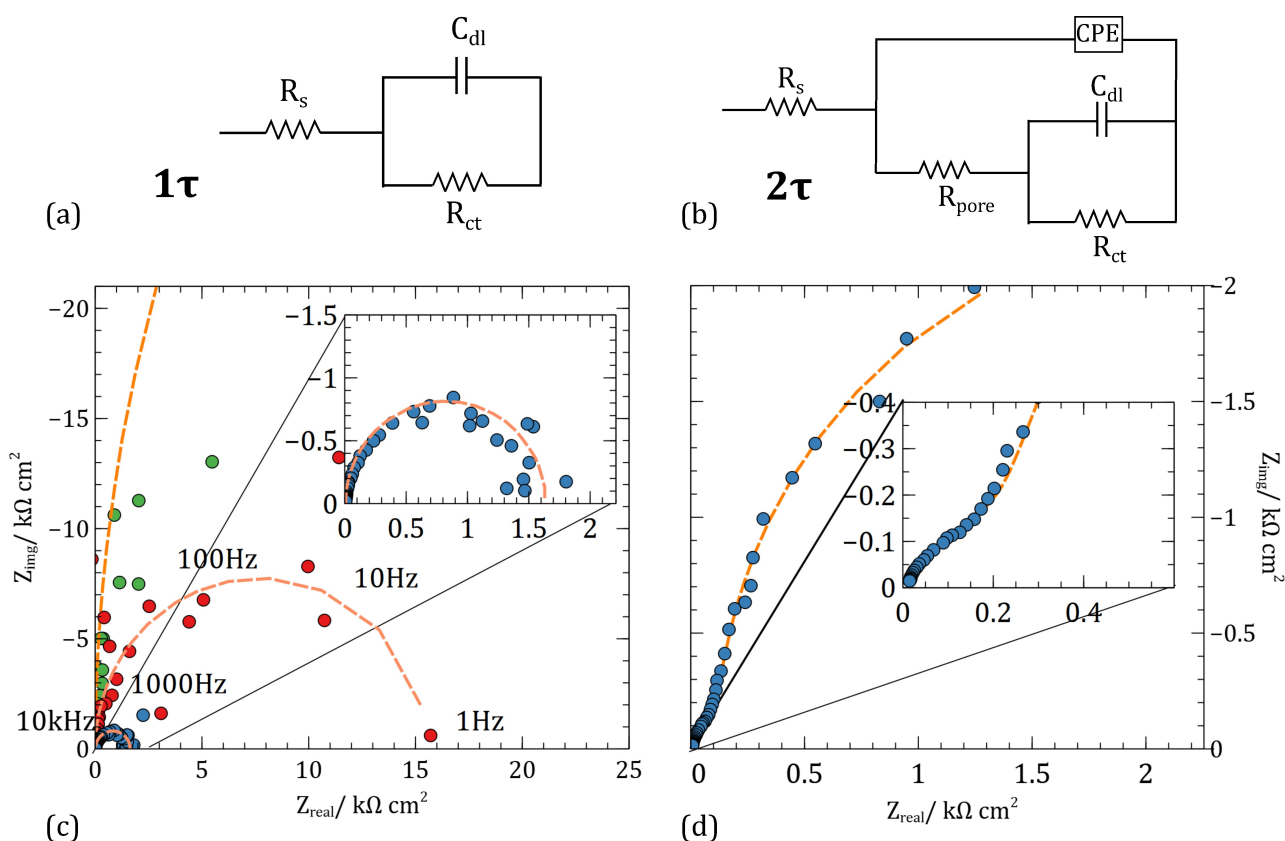 C_dl
R_s
1τ
R_ct
(a)
CPE
R_s
C_dl
2τ
R_pore
R_ct
(b)
−20
−15
−10
−5
0
Z_img/ kΩ cm²
0 5 10 15 20 25
Z_real/ kΩ cm²
−1.5
−1
−0.5
0
0 0.5 1 1.5 2
100Hz
10Hz
1000Hz
10kHz
1Hz
(c)
−2
−1.5
−1
−0.5
0
Z_img/ kΩ cm²
−0.4
−0.3
−0.2
−0.1
0
0 0.2 0.4
0 0.5 1 1.5 2
Z_real/ kΩ cm²
(d)